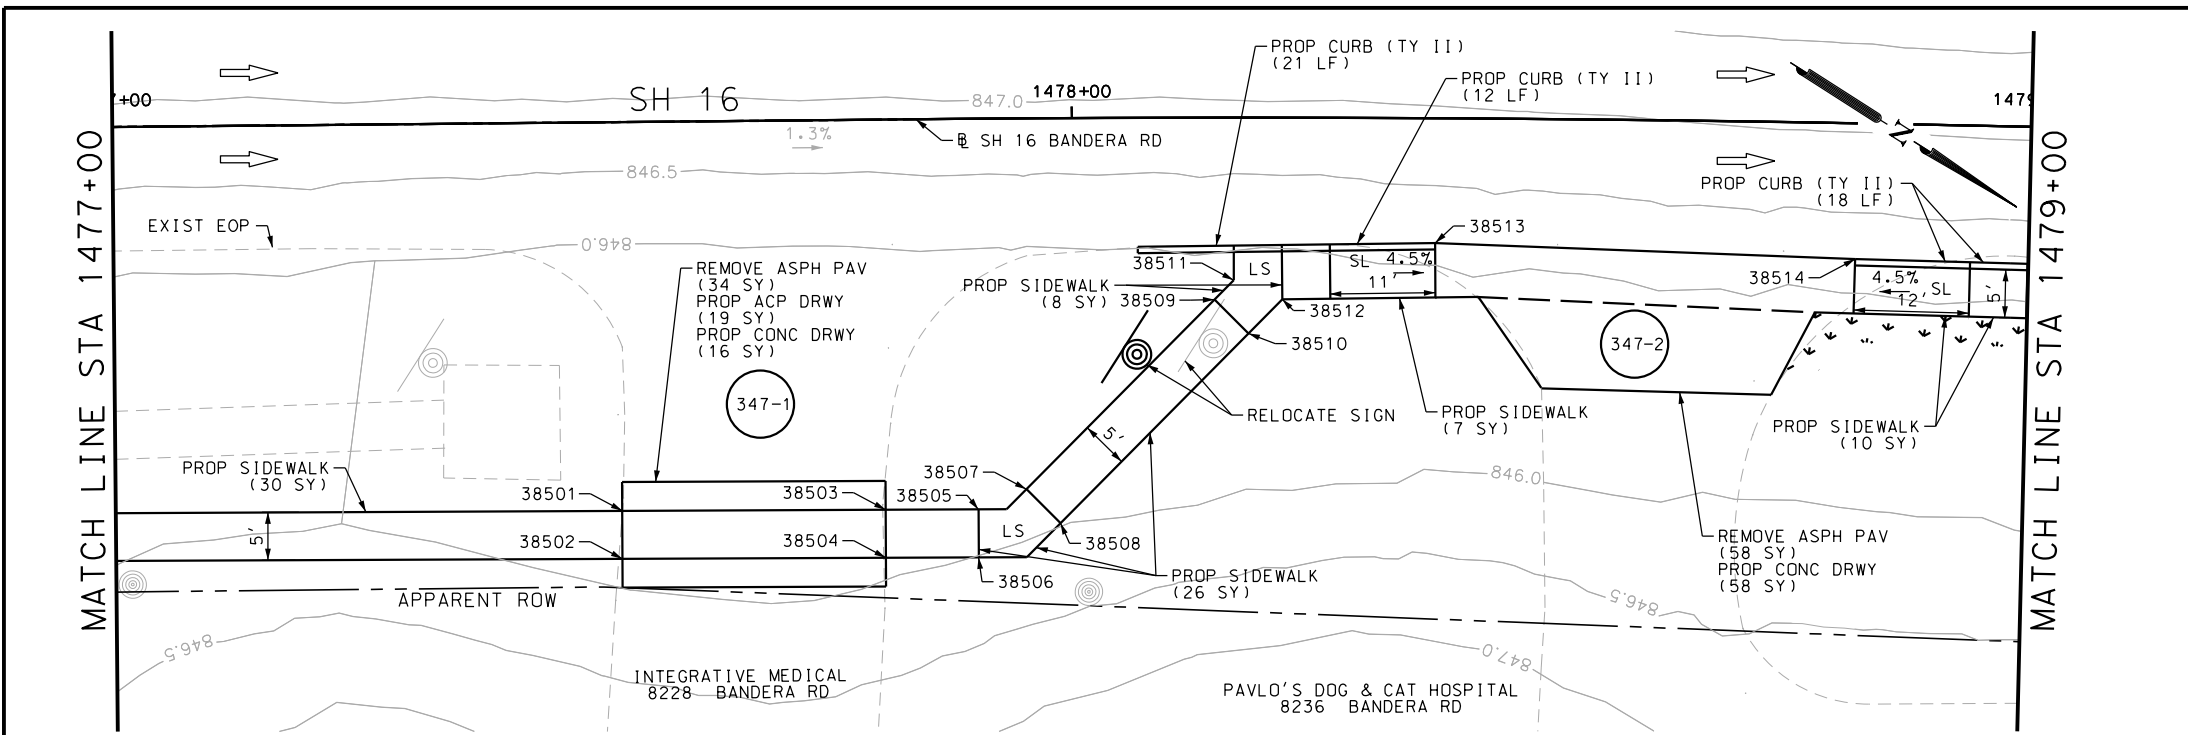 PROP CURB (TY II)
(21 LF)
PROP CURB (TY II)
(12 LF)
+00
SH 16
847.0
1478+00
1479
1.3%
℄ SH 16 BANDERA RD
N
846.5
PROP CURB (TY II)
(18 LF)
EXIST EOP
846.0
38513
REMOVE ASPH PAV
(34 SY)
PROP ACP DRWY
(19 SY)
PROP CONC DRWY
(16 SY)
38511
LS
SL 4.5%
11'
38514
4.5%
12' SL
5'
PROP SIDEWALK
(8 SY)
38509
38512
38510
347-1
347-2
RELOCATE SIGN
PROP SIDEWALK
(7 SY)
PROP SIDEWALK
(10 SY)
5'
PROP SIDEWALK
(30 SY)
38501
38503
38505
38507
846.0
5'
38502
38504
LS
38508
38506
PROP SIDEWALK
(26 SY)
REMOVE ASPH PAV
(58 SY)
PROP CONC DRWY
(58 SY)
APPARENT ROW
846.5
846.5
847.0
INTEGRATIVE MEDICAL
8228 BANDERA RD
PAVLO'S DOG & CAT HOSPITAL
8236 BANDERA RD
MATCH LINE STA 1477+00
MATCH LINE STA 1479+00